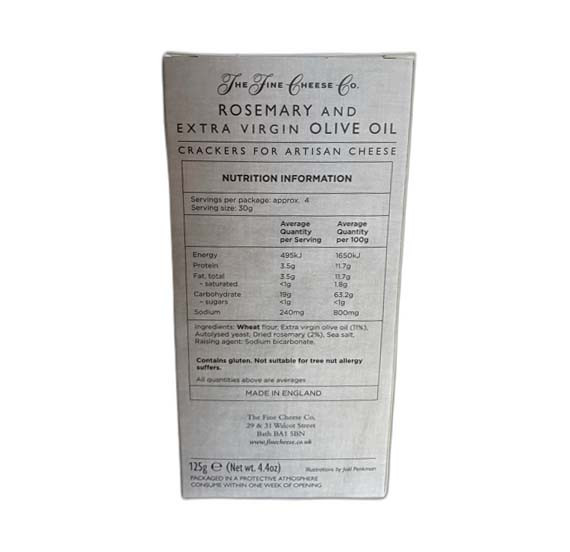 THE FINE CHEESE CO.
ROSEMARY AND
EXTRA VIRGIN OLIVE OIL
CRACKERS FOR ARTISAN CHEESE
NUTRITION INFORMATION
Servings per package: approx. 4
Serving size: 30g
Average Quantity per Serving Average Quantity per 100g
Energy 495kJ 1650kJ
Protein 3.5g 11.7g
Fat, total 3.5g 11.7g
– saturated <1g 1.8g
Carbohydrate 19g 63.2g
– sugars <1g <1g
Sodium 240mg 800mg
Ingredients: Wheat flour, Extra virgin olive oil (11%),
Autolysed yeast, Dried rosemary (2%), Sea salt,
Raising agent: Sodium bicarbonate.
Contains gluten. Not suitable for tree nut allergy
suffers.
All quantities above are averages
MADE IN ENGLAND
The Fine Cheese Co.
29 & 31 Walcot Street
Bath BA1 5BN
www.finecheese.co.uk
125g ℮ (Net wt. 4.4oz) Illustrations by Joël Penkman
PACKAGED IN A PROTECTIVE ATMOSPHERE
CONSUME WITHIN ONE WEEK OF OPENING